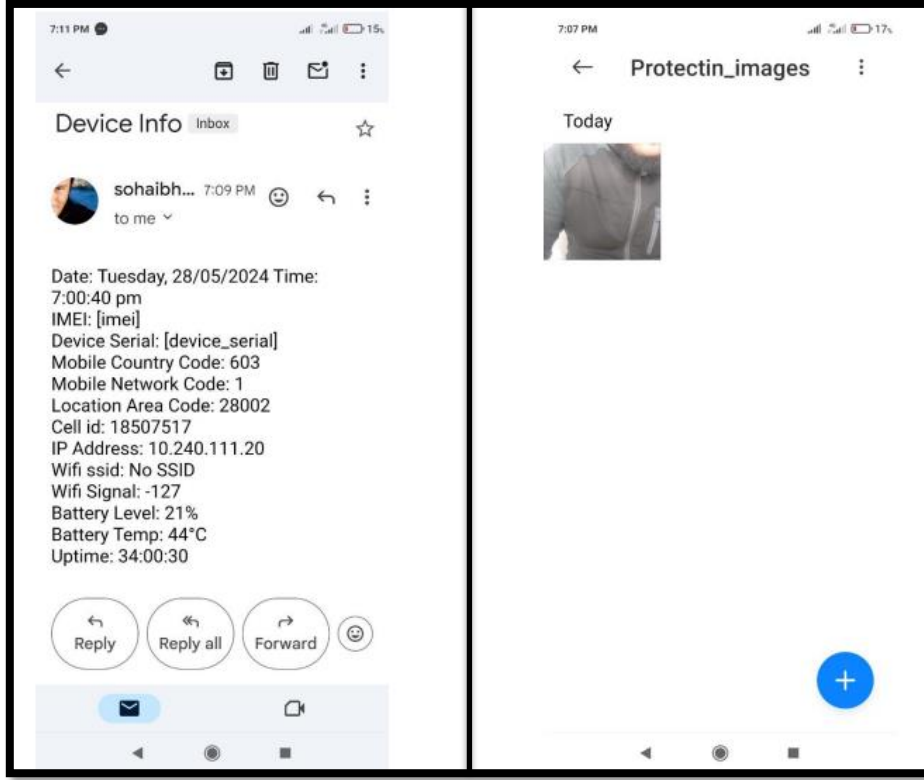 7:11 PM
15%
Device Info Inbox
sohaibh... 7:09 PM
to me
Date: Tuesday, 28/05/2024 Time:
7:00:40 pm
IMEI: [imei]
Device Serial: [device_serial]
Mobile Country Code: 603
Mobile Network Code: 1
Location Area Code: 28002
Cell id: 18507517
IP Address: 10.240.111.20
Wifi ssid: No SSID
Wifi Signal: -127
Battery Level: 21%
Battery Temp: 44°C
Uptime: 34:00:30
Reply
Reply all
Forward
7:07 PM
17%
Protectin_images
Today